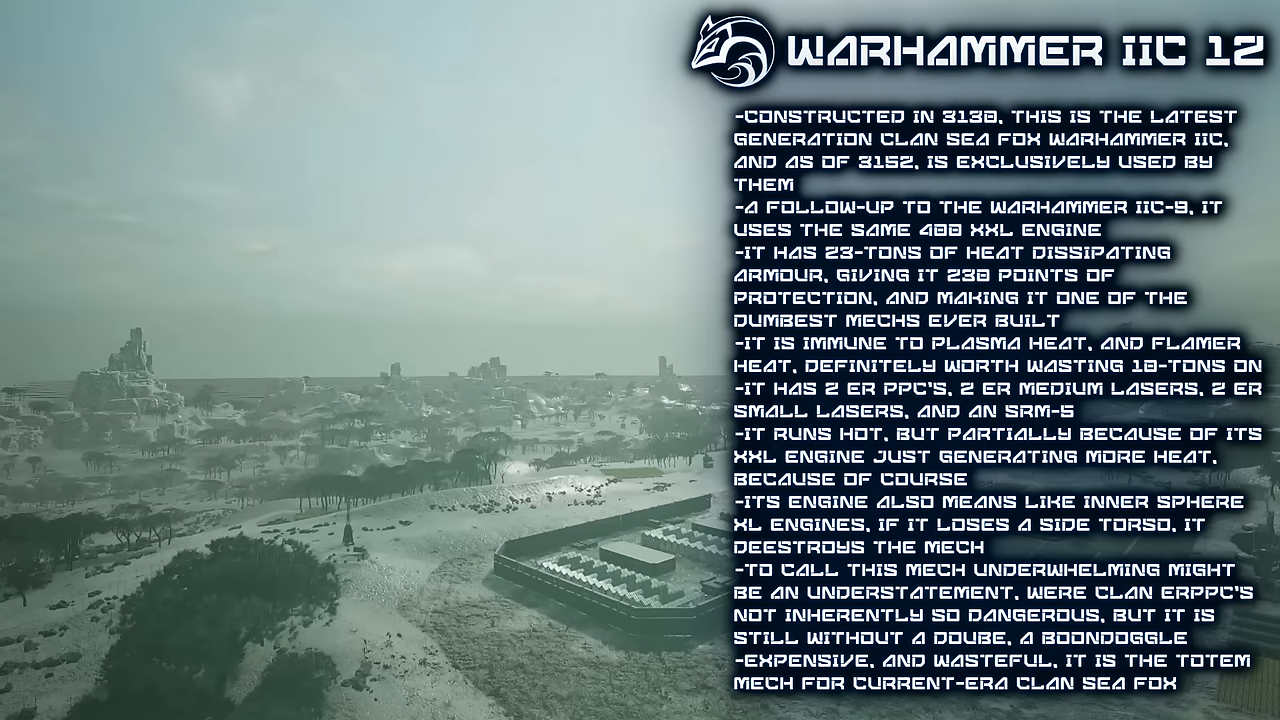 WARHAMMER IIC 12
-CONSTRUCTED IN 3138, THIS IS THE LATEST
GENERATION CLAN SEA FOX WARHAMMER IIC,
AND AS OF 3152, IS EXCLUSIVELY USED BY
THEM
-A FOLLOW-UP TO THE WARHAMMER IIC-9, IT
USES THE SAME 400 XXL ENGINE
-IT HAS 23-TONS OF HEAT DISSIPATING
ARMOUR, GIVING IT 230 POINTS OF
PROTECTION, AND MAKING IT ONE OF THE
DUMBEST MECHS EVER BUILT
-IT IS IMMUNE TO PLASMA HEAT, AND FLAMER
HEAT, DEFINITELY WORTH WASTING 10-TONS ON
-IT HAS 2 ER PPC'S, 2 ER MEDIUM LASERS, 2 ER
SMALL LASERS, AND AN SRM-5
-IT RUNS HOT, BUT PARTIALLY BECAUSE OF ITS
XXL ENGINE JUST GENERATING MORE HEAT,
BECAUSE OF COURSE
-ITS ENGINE ALSO MEANS LIKE INNER SPHERE
XL ENGINES, IF IT LOSES A SIDE TORSO, IT
DEESTROYS THE MECH
-TO CALL THIS MECH UNDERWHELMING MIGHT
BE AN UNDERSTATEMENT, WERE CLAN ERPPC'S
NOT INHERENTLY SO DANGEROUS, BUT IT IS
STILL WITHOUT A DOUBE, A BOONDOGGLE
-EXPENSIVE, AND WASTEFUL, IT IS THE TOTEM
MECH FOR CURRENT-ERA CLAN SEA FOX